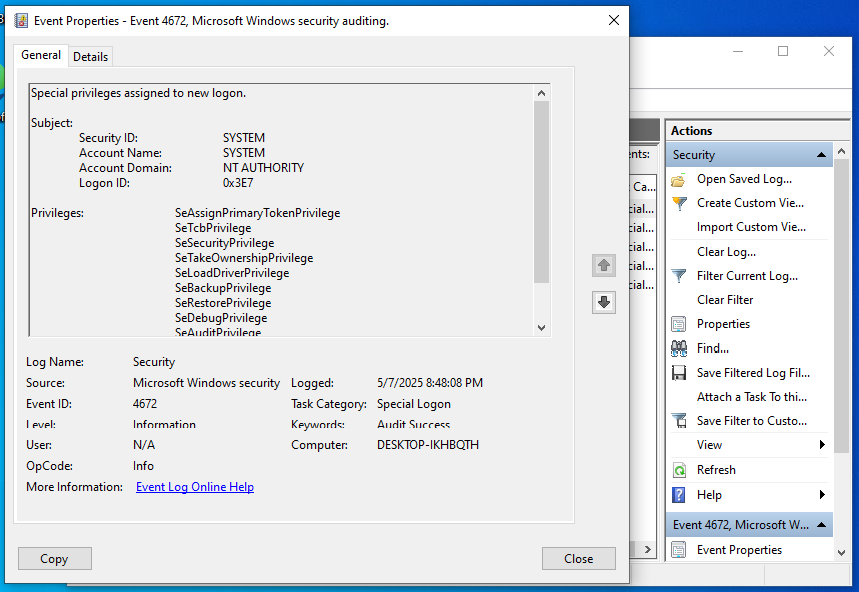 Event Properties - Event 4672, Microsoft Windows security auditing.
General Details
Special privileges assigned to new logon.
Subject:
Security ID: SYSTEM
Account Name: SYSTEM
Account Domain: NT AUTHORITY
Logon ID: 0x3E7
Privileges: SeAssignPrimaryTokenPrivilege
SeTcbPrivilege
SeSecurityPrivilege
SeTakeOwnershipPrivilege
SeLoadDriverPrivilege
SeBackupPrivilege
SeRestorePrivilege
SeDebugPrivilege
SeAuditPrivilege
Log Name: Security
Source: Microsoft Windows security Logged: 5/7/2025 8:48:08 PM
Event ID: 4672 Task Category: Special Logon
Level: Information Keywords: Audit Success
User: N/A Computer: DESKTOP-IKHBQTH
OpCode: Info
More Information: Event Log Online Help
Copy Close
ents:
Ca...
cial...
cial...
cial...
cial...
cial...
Actions
Security
Open Saved Log...
Create Custom Vie...
Import Custom Vie...
Clear Log...
Filter Current Log...
Clear Filter
Properties
Find...
Save Filtered Log Fil...
Attach a Task To thi...
Save Filter to Custo...
View
Refresh
Help
Event 4672, Microsoft W...
Event Properties